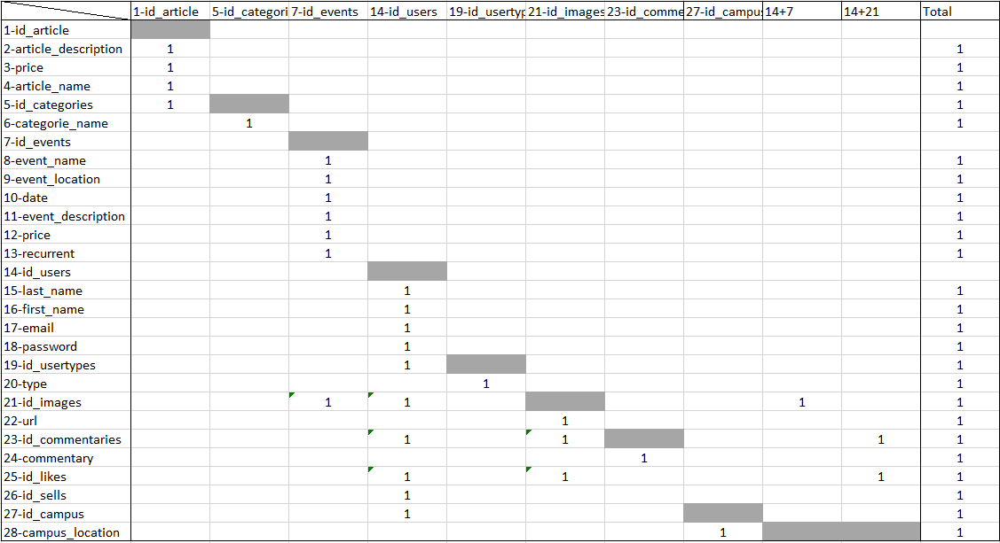 1-id_article 5-id_categori 7-id_events 14-id_users 19-id_usertyp 21-id_images 23-id_comme 27-id_campus 14+7 14+21 Total
1-id_article
2-article_description 1 1
3-price 1 1
4-article_name 1 1
5-id_categories 1 1
6-categorie_name 1 1
7-id_events
8-event_name 1 1
9-event_location 1 1
10-date 1 1
11-event_description 1 1
12-price 1 1
13-recurrent 1 1
14-id_users
15-last_name 1 1
16-first_name 1 1
17-email 1 1
18-password 1 1
19-id_usertypes 1 1
20-type 1 1
21-id_images 1 1 1 1
22-url 1 1
23-id_commentaries 1 1 1 1
24-commentary 1 1
25-id_likes 1 1 1 1
26-id_sells 1 1
27-id_campus 1 1
28-campus_location 1 1